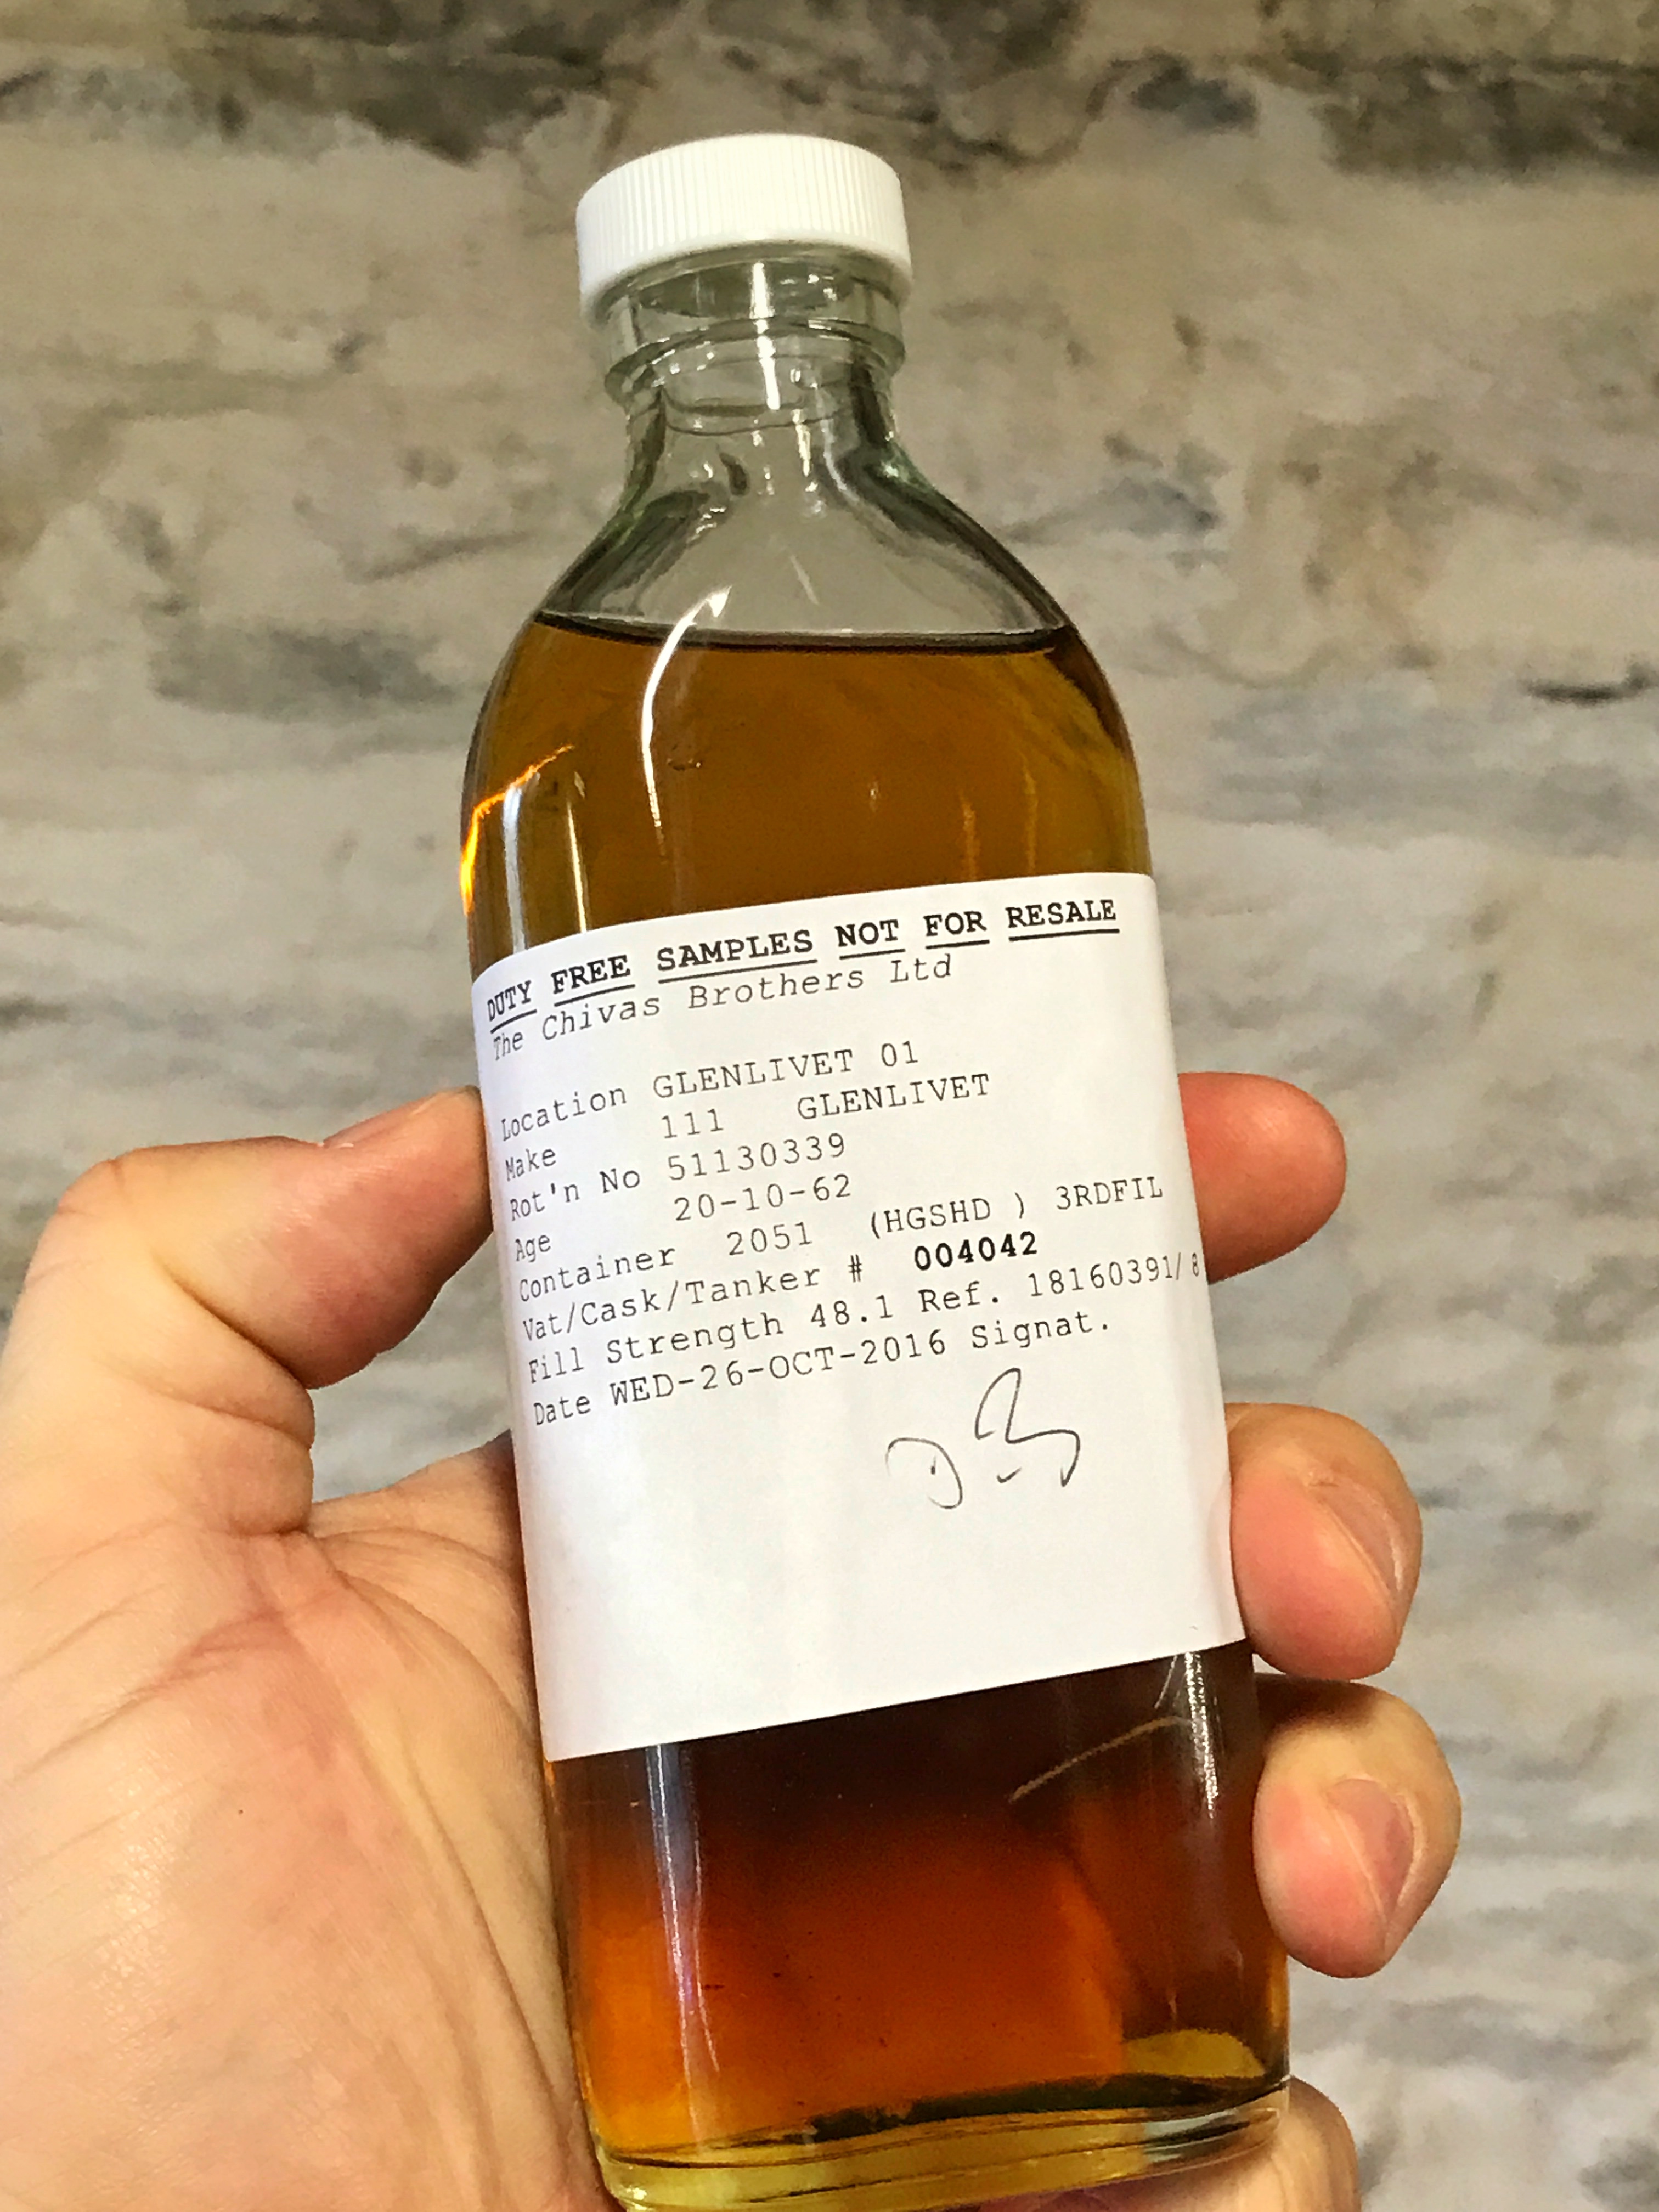 DUTY FREE SAMPLES NOT FOR RESALE
The Chivas Brothers Ltd
Location GLENLIVET 01
Make 111 GLENLIVET
Rot'n No 51130339
Age 20-10-62
Container 2051 (HGSHD ) 3RDFIL
Vat/Cask/Tanker # 004042
Fill Strength 48.1 Ref. 18160391/ 8
Date WED-26-OCT-2016 Signat.